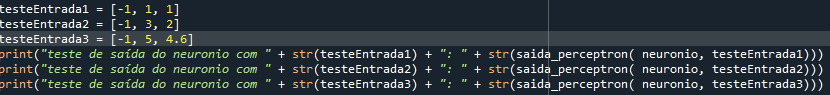 testeEntrada1 = [-1, 1, 1]
testeEntrada2 = [-1, 3, 2]
testeEntrada3 = [-1, 5, 4.6]
print("teste de saída do neuronio com " + str(testeEntrada1) + ": " + str(saida_perceptron( neuronio, testeEntrada1)))
print("teste de saída do neuronio com " + str(testeEntrada2) + ": " + str(saida_perceptron( neuronio, testeEntrada2)))
print("teste de saída do neuronio com " + str(testeEntrada3) + ": " + str(saida_perceptron( neuronio, testeEntrada3)))